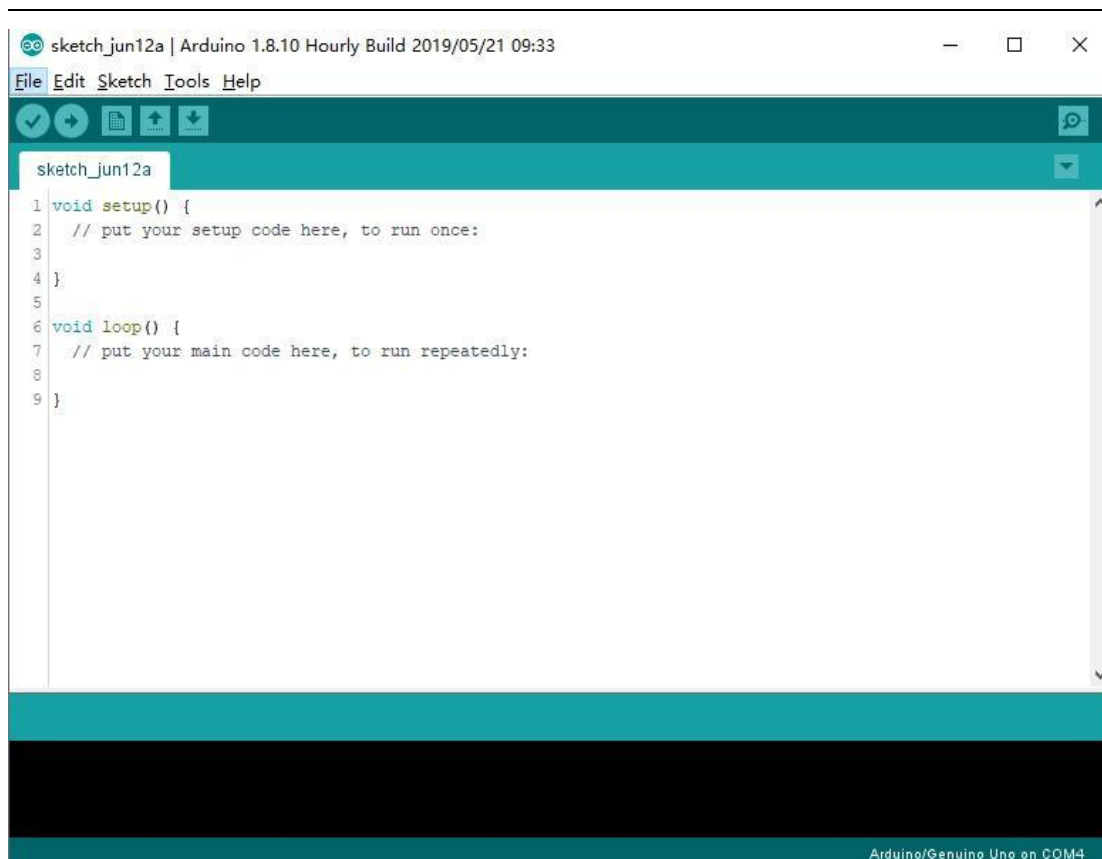 sketch_jun12a | Arduino 1.8.10 Hourly Build 2019/05/21 09:33
File Edit Sketch Tools Help
sketch_jun12a
1 void setup() {
2   // put your setup code here, to run once:
3
4 }
5
6 void loop() {
7   // put your main code here, to run repeatedly:
8
9 }
Arduino/Genuino Uno on COM4